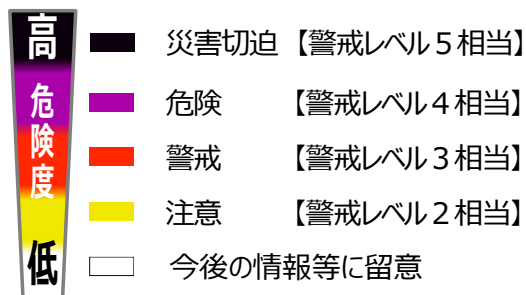 高
危険度
低
災害切迫【警戒レベル５相当】
危険【警戒レベル４相当】
警戒【警戒レベル３相当】
注意【警戒レベル２相当】
今後の情報等に留意